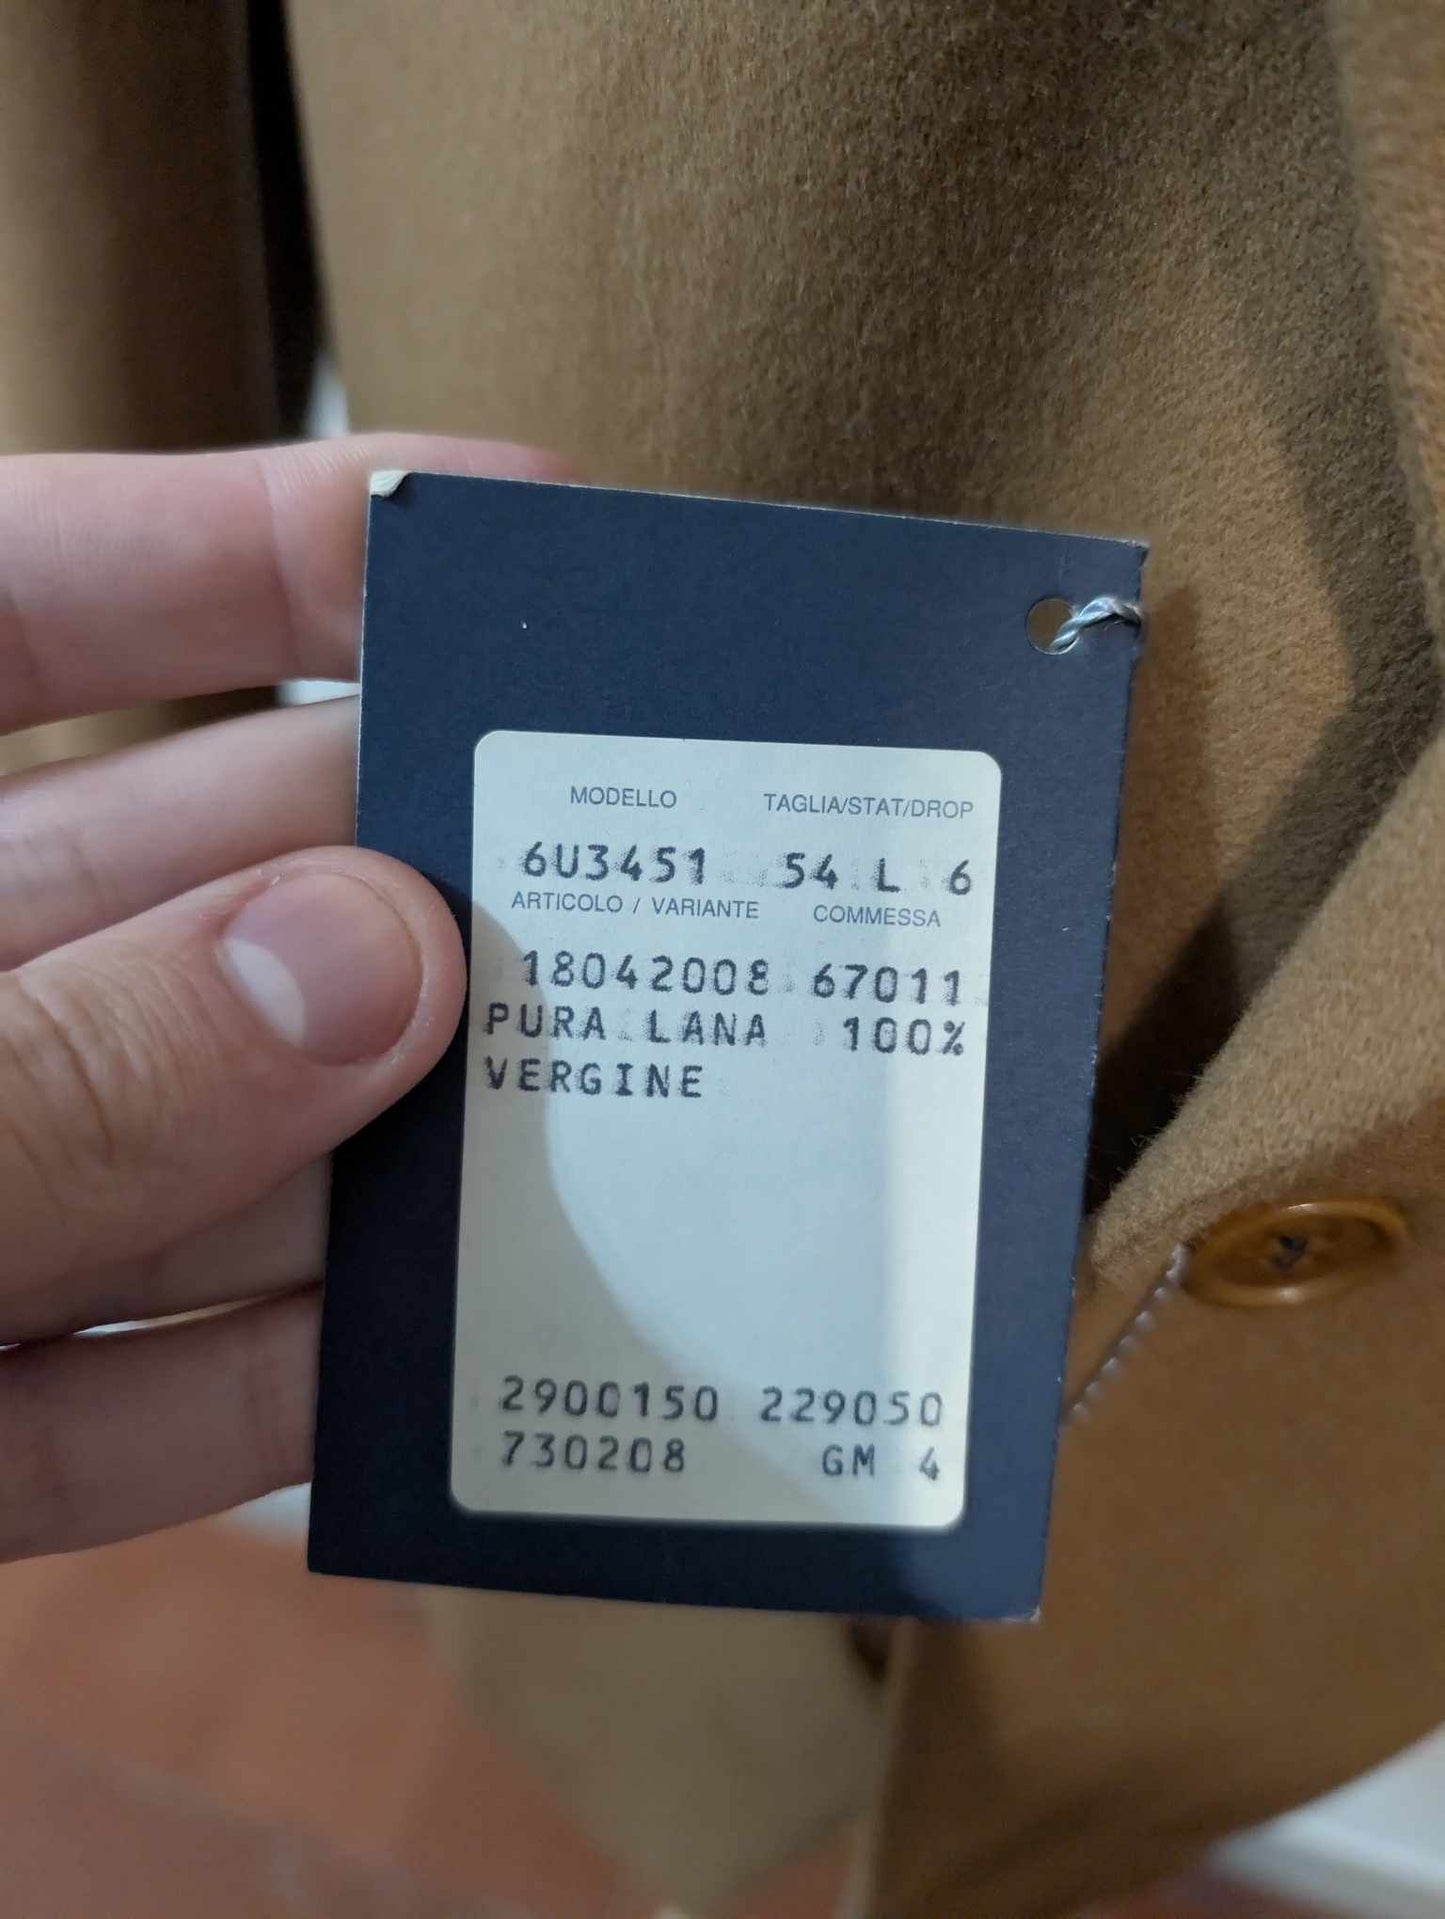 MODELLO TAGLIA/STAT/DROP
6U3451 54 L 6
ARTICOLO / VARIANTE COMMESSA
18042008 67011
PURA LANA 100%
VERGINE
2900150 229050
730208 GM 4